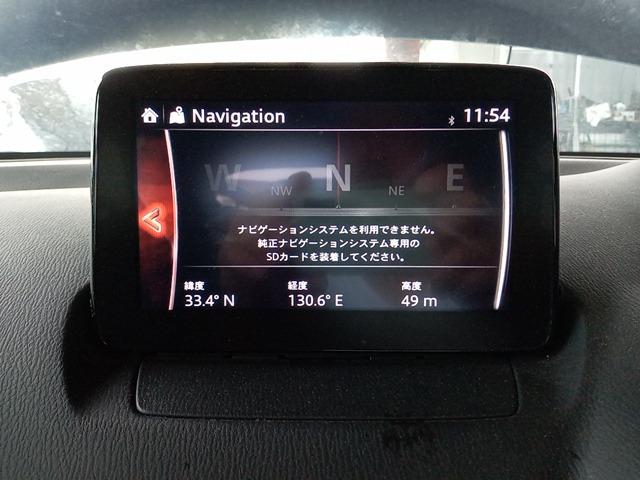 Navigation 11:54
W NW N NE E
ナビゲーションシステムを利用できません。
純正ナビゲーションシステム専用の
SDカードを装着してください。
緯度 経度 高度
33.4° N 130.6° E 49 m